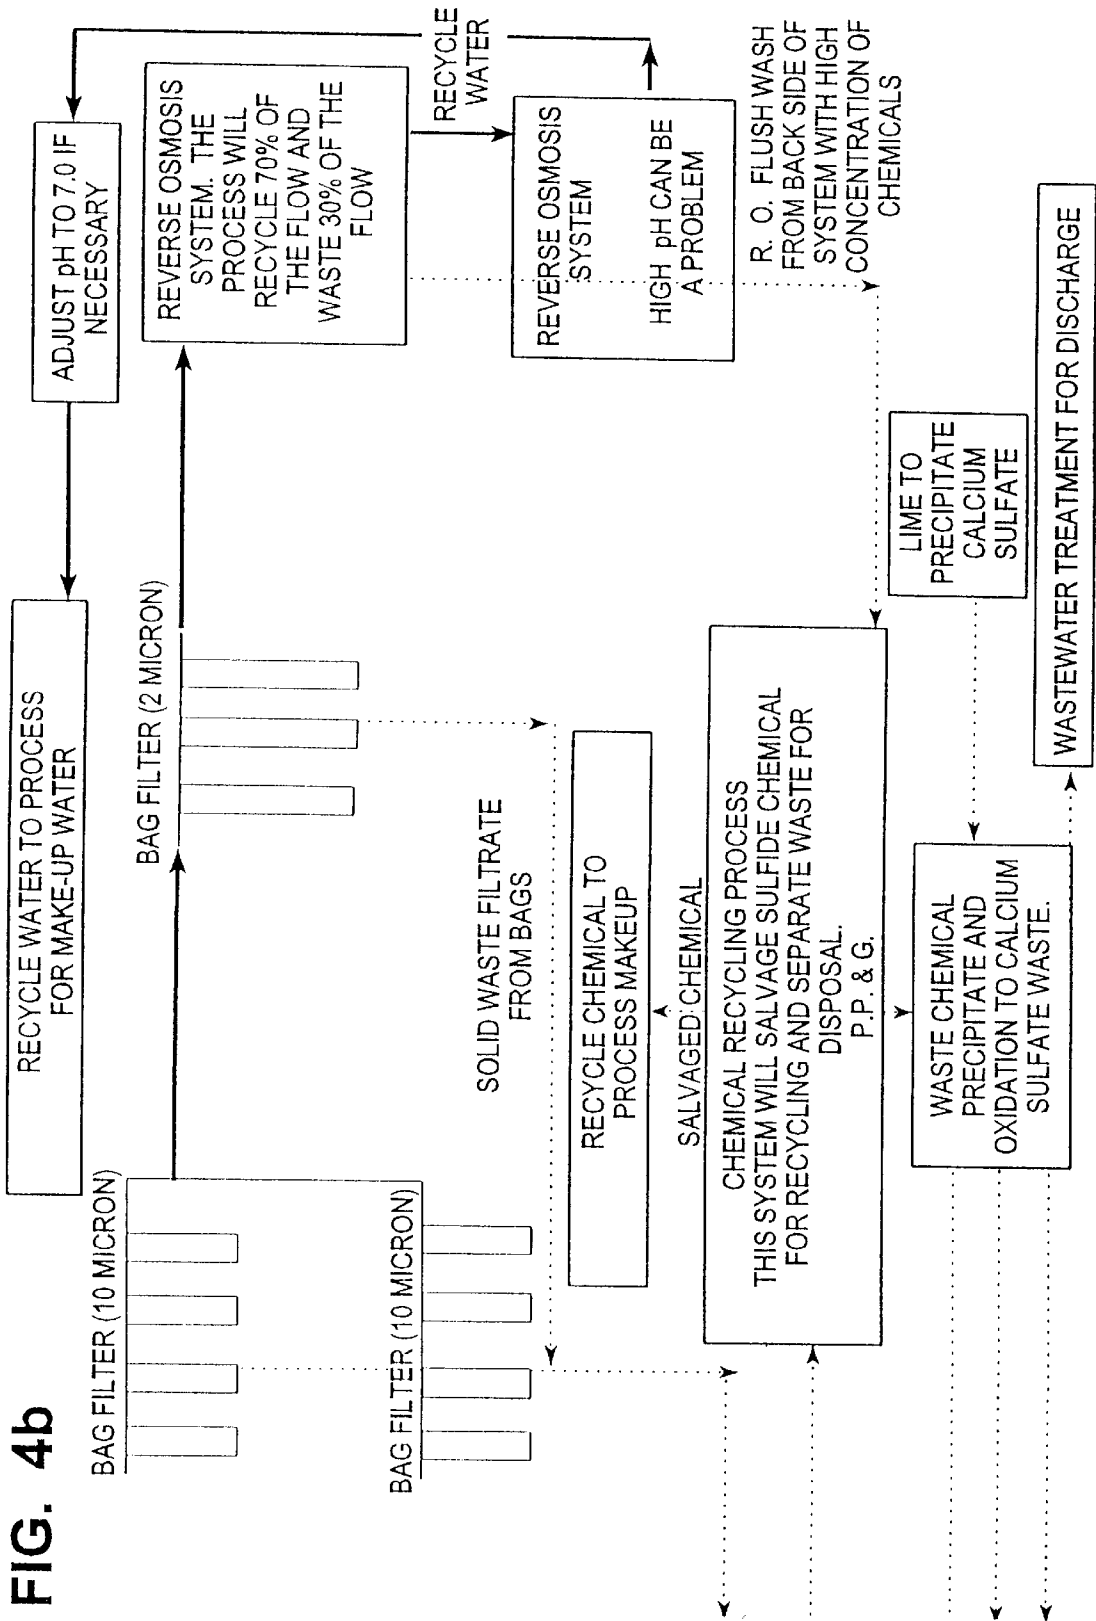 FIG. 4b
RECYCLE WATER TO PROCESS
FOR MAKE-UP WATER
ADJUST pH TO 7.0 IF
NECESSARY
BAG FILTER (10 MICRON)
BAG FILTER (2 MICRON)
REVERSE OSMOSIS
SYSTEM. THE
PROCESS WILL
RECYCLE 70% OF
THE FLOW AND
WASTE 30% OF THE
FLOW
RECYCLE
WATER
BAG FILTER (10 MICRON)
SOLID WASTE FILTRATE
FROM BAGS
REVERSE OSMOSIS
SYSTEM
HIGH pH CAN BE
A PROBLEM
RECYCLE CHEMICAL TO
PROCESS MAKEUP
SALVAGED CHEMICAL
R. O. FLUSH WASH
FROM BACK SIDE OF
SYSTEM WITH HIGH
CONCENTRATION OF
CHEMICALS
CHEMICAL RECYCLING PROCESS
THIS SYSTEM WILL SALVAGE SULFIDE CHEMICAL
FOR RECYCLING AND SEPARATE WASTE FOR
DISPOSAL.
P.P. & G.
LIME TO
PRECIPITATE
CALCIUM
SULFATE
WASTE CHEMICAL
PRECIPITATE AND
OXIDATION TO CALCIUM
SULFATE WASTE.
WASTEWATER TREATMENT FOR DISCHARGE